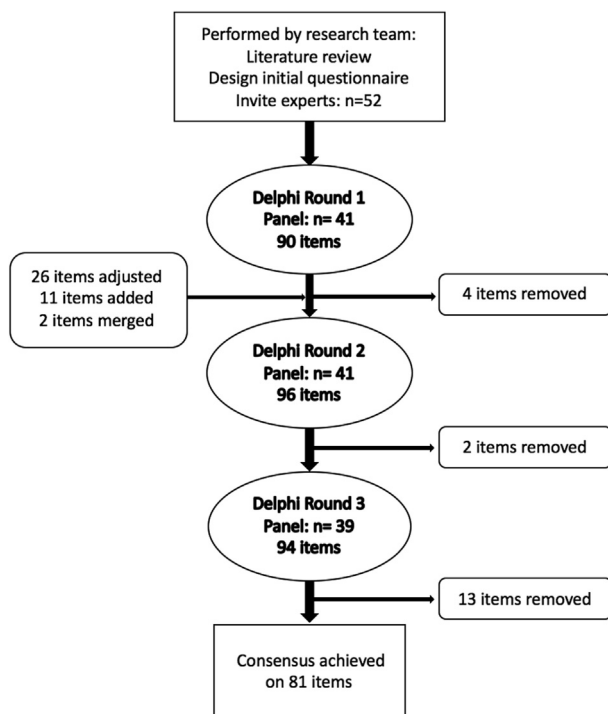 Performed by research team:
Literature review
Design initial questionnaire
Invite experts: n=52
Delphi Round 1
Panel: n= 41
90 items
26 items adjusted
11 items added
2 items merged
4 items removed
Delphi Round 2
Panel: n= 41
96 items
2 items removed
Delphi Round 3
Panel: n= 39
94 items
13 items removed
Consensus achieved
on 81 items